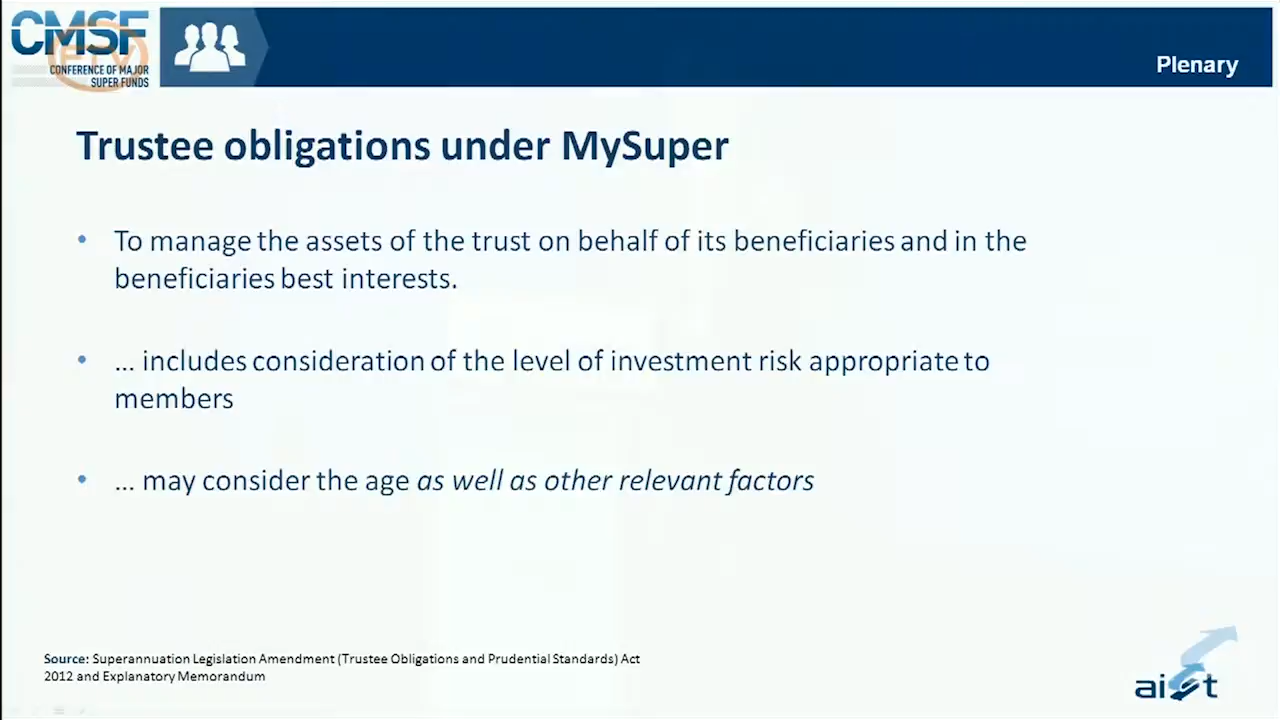 CMSF
CONFERENCE OF MAJOR
SUPER FUNDS
Plenary
Trustee obligations under MySuper
• To manage the assets of the trust on behalf of its beneficiaries and in the
beneficiaries best interests.
• ... includes consideration of the level of investment risk appropriate to
members
• ... may consider the age as well as other relevant factors
Source: Superannuation Legislation Amendment (Trustee Obligations and Prudential Standards) Act
2012 and Explanatory Memorandum
aist